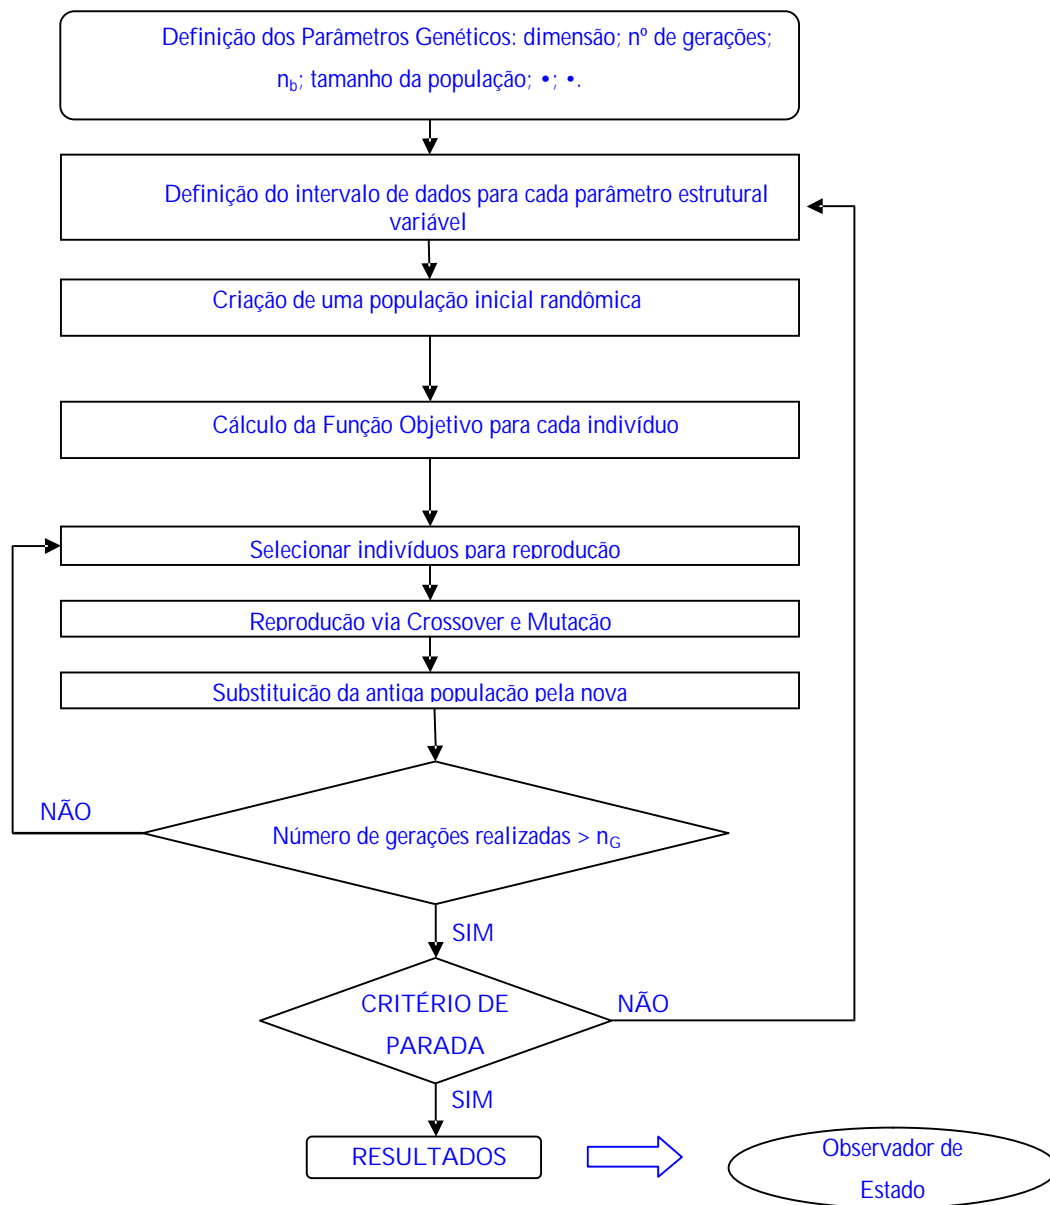 Definição dos Parâmetros Genéticos: dimensão; nº de gerações;
n_b; tamanho da população; •; •.
Definição do intervalo de dados para cada parâmetro estrutural
variável
Criação de uma população inicial randômica
Cálculo da Função Objetivo para cada indivíduo
Selecionar indivíduos para reprodução
Reprodução via Crossover e Mutação
Substituição da antiga população pela nova
NÃO
Número de gerações realizadas > n_G
SIM
CRITÉRIO DE
PARADA
NÃO
SIM
RESULTADOS
Observador de
Estado